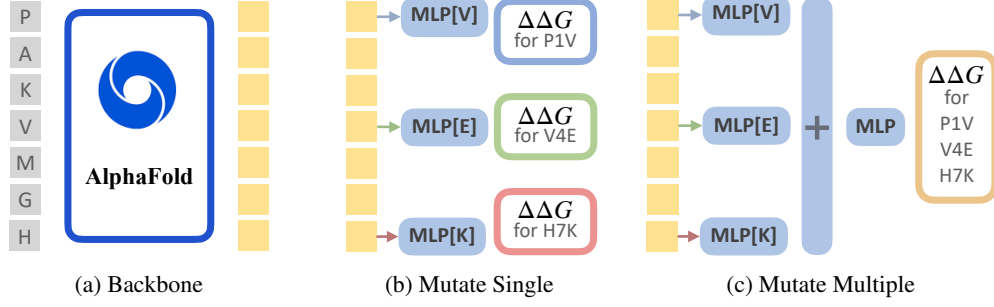 P
A
K
V
M
G
H
AlphaFold
(a) Backbone
MLP[V]
ΔΔG
for P1V
MLP[E]
ΔΔG
for V4E
MLP[K]
ΔΔG
for H7K
(b) Mutate Single
MLP[V]
MLP[E]
MLP[K]
+
MLP
ΔΔG
for
P1V
V4E
H7K
(c) Mutate Multiple